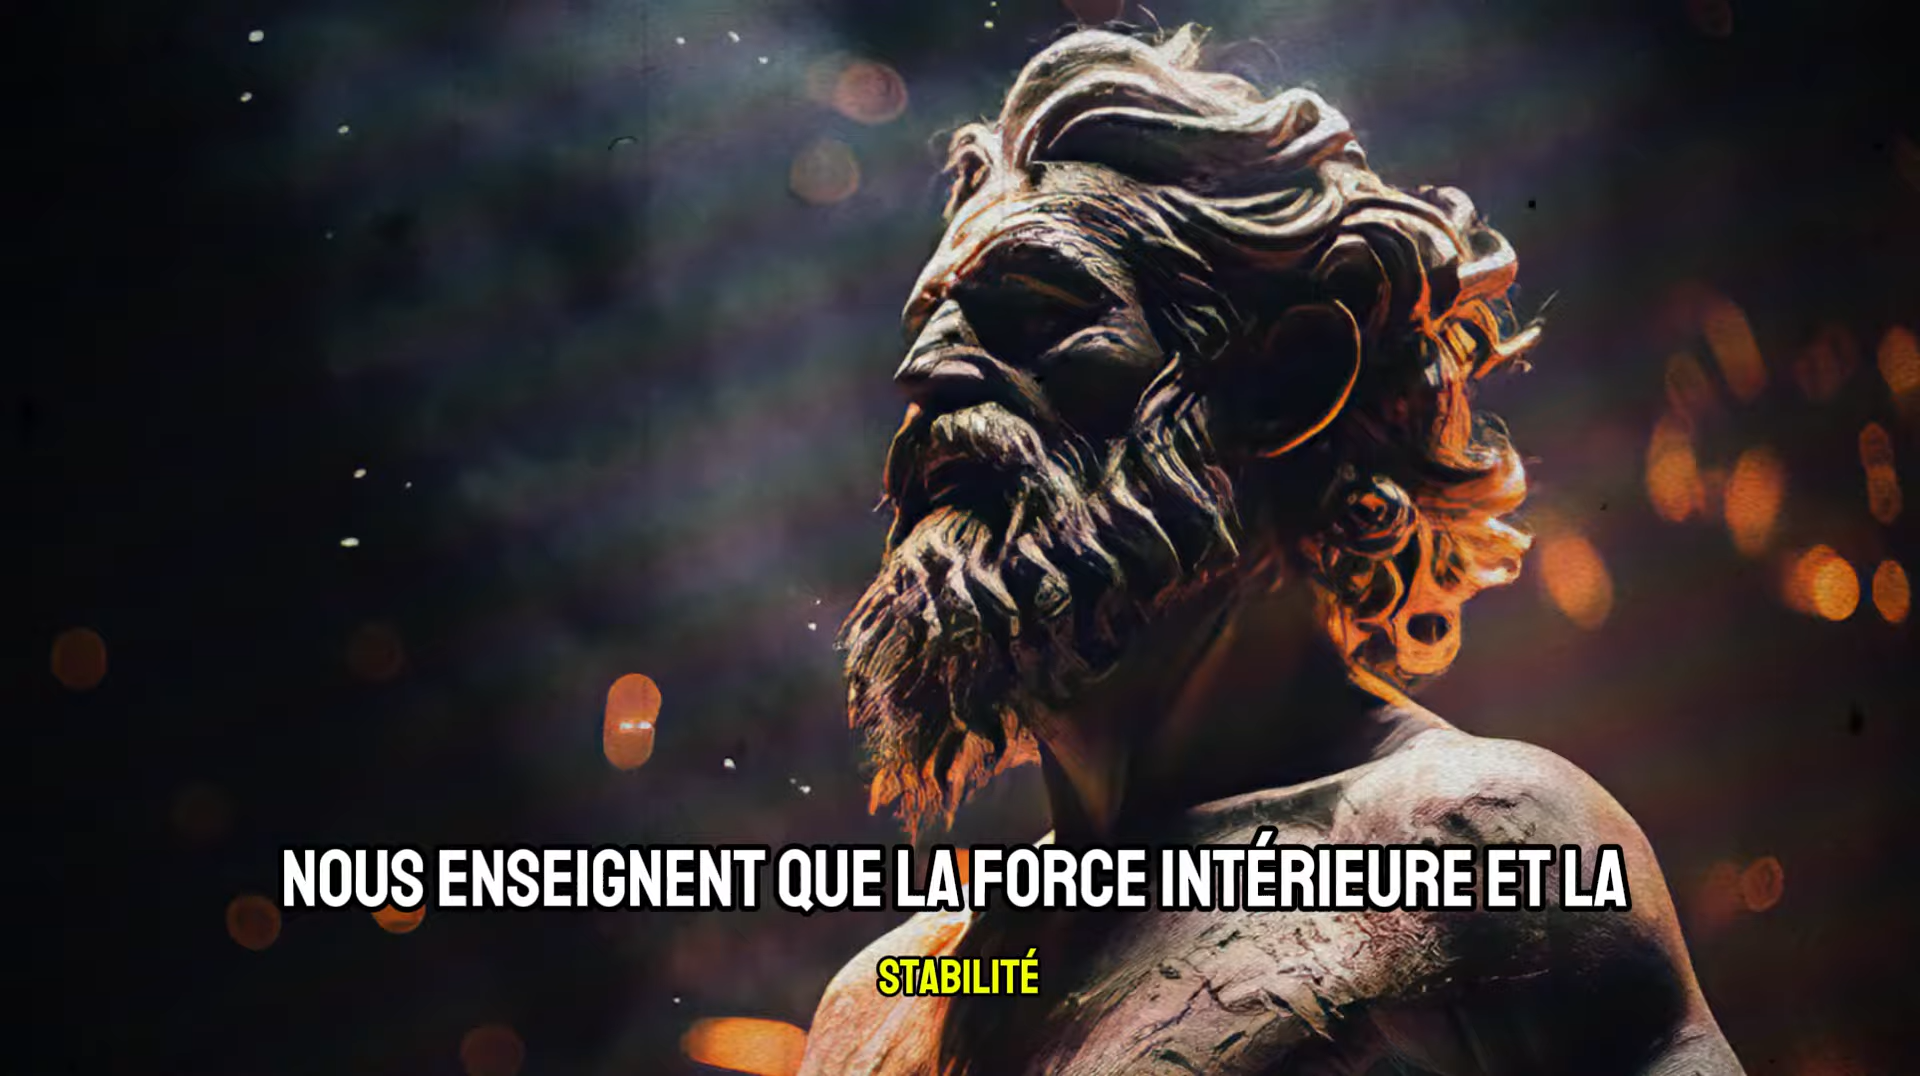 NOUS ENSEIGNENT QUE LA FORCE INTÉRIEURE ET LA
STABILITÉ